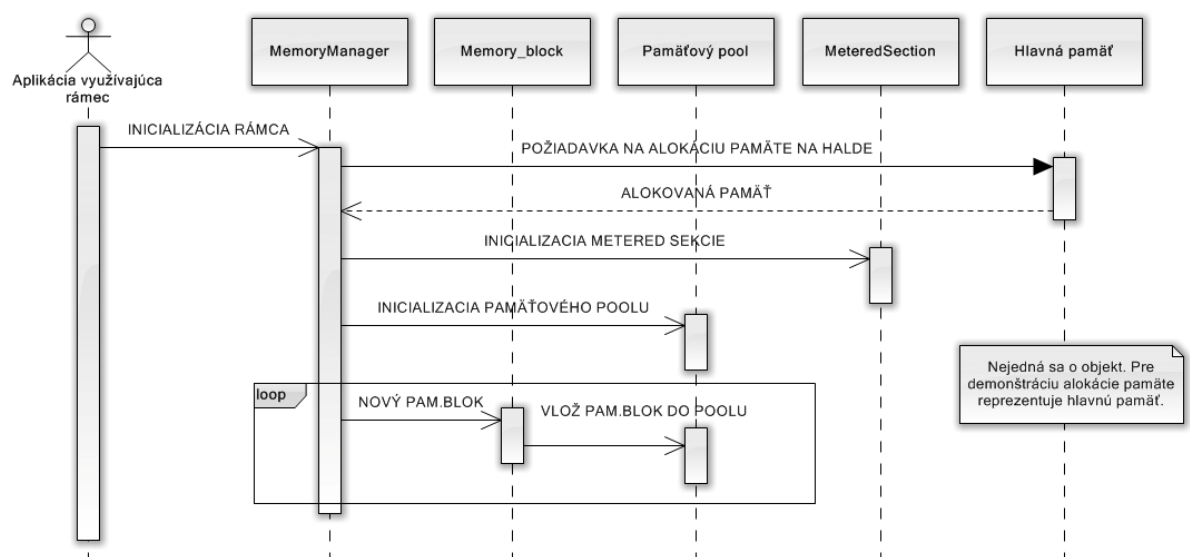 Aplikácia využívajúca
rámec
MemoryManager
Memory_block
Pamäťový pool
MeteredSection
Hlavná pamäť
INICIALIZÁCIA RÁMCA
POŽIADAVKA NA ALOKÁCIU PAMÄTE NA HALDE
ALOKOVANÁ PAMÄŤ
INICIALIZACIA METERED SEKCIE
INICIALIZACIA PAMÄŤOVÉHO POOLU
Nejedná sa o objekt. Pre
demonštráciu alokácie pamäte
reprezentuje hlavnú pamäť.
loop
NOVÝ PAM.BLOK
VLOŽ PAM.BLOK DO POOLU